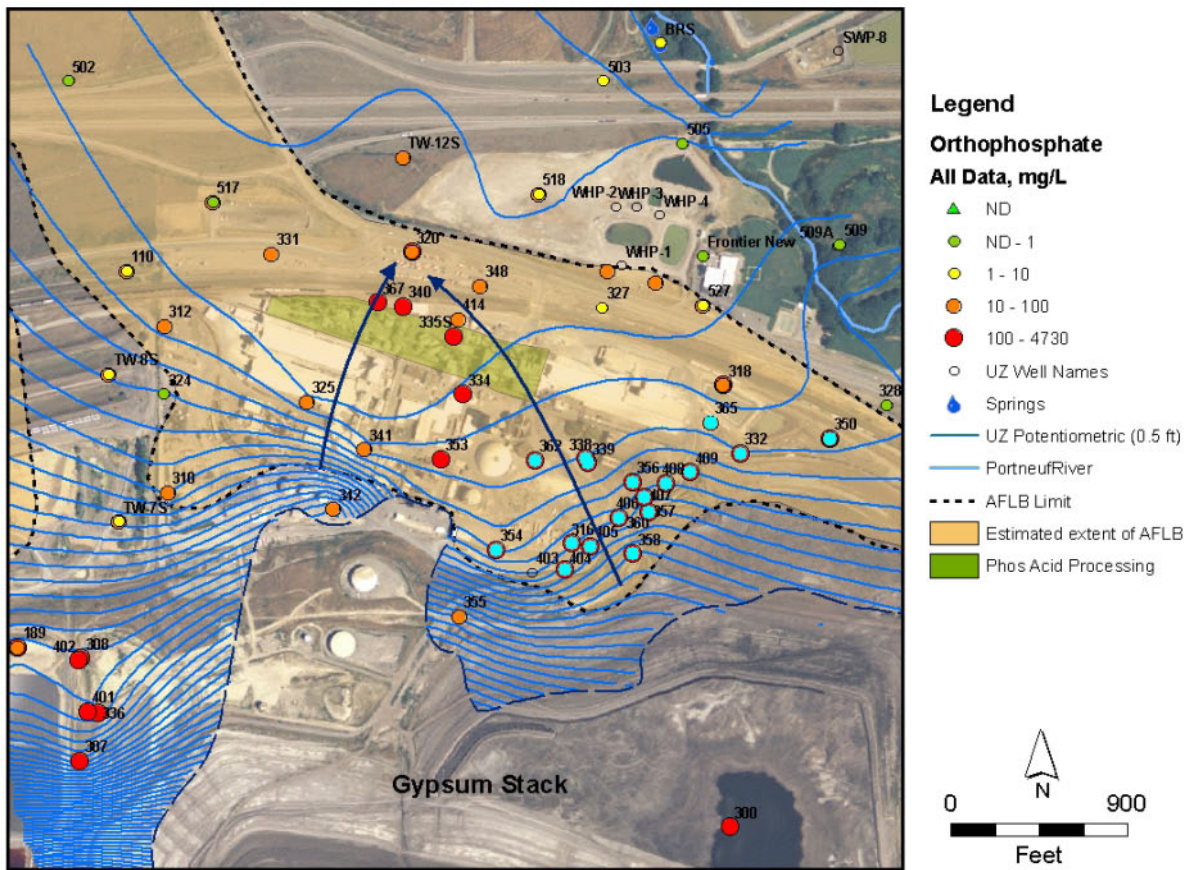 BRS
SWP-8
502
503
505
TW-12S
517
518
WHP-2
WHP-3
WHP-4
509A
509
320
Frontier New
331
WHP-1
110
348
367
340
414
327
527
312
335S
TW-8S
324
334
318
328
325
365
350
341
353
362
338
339
332
356
408
409
310
407
342
406
357
TW-7S
360
354
316
405
358
403
404
355
189
402
308
401
336
387
Gypsum Stack
300
Legend
Orthophosphate
All Data, mg/L
ND
ND - 1
1 - 10
10 - 100
100 - 4730
UZ Well Names
Springs
UZ Potentiometric (0.5 ft)
PortneufRiver
AFLB Limit
Estimated extent of AFLB
Phos Acid Processing
N
0 900
Feet